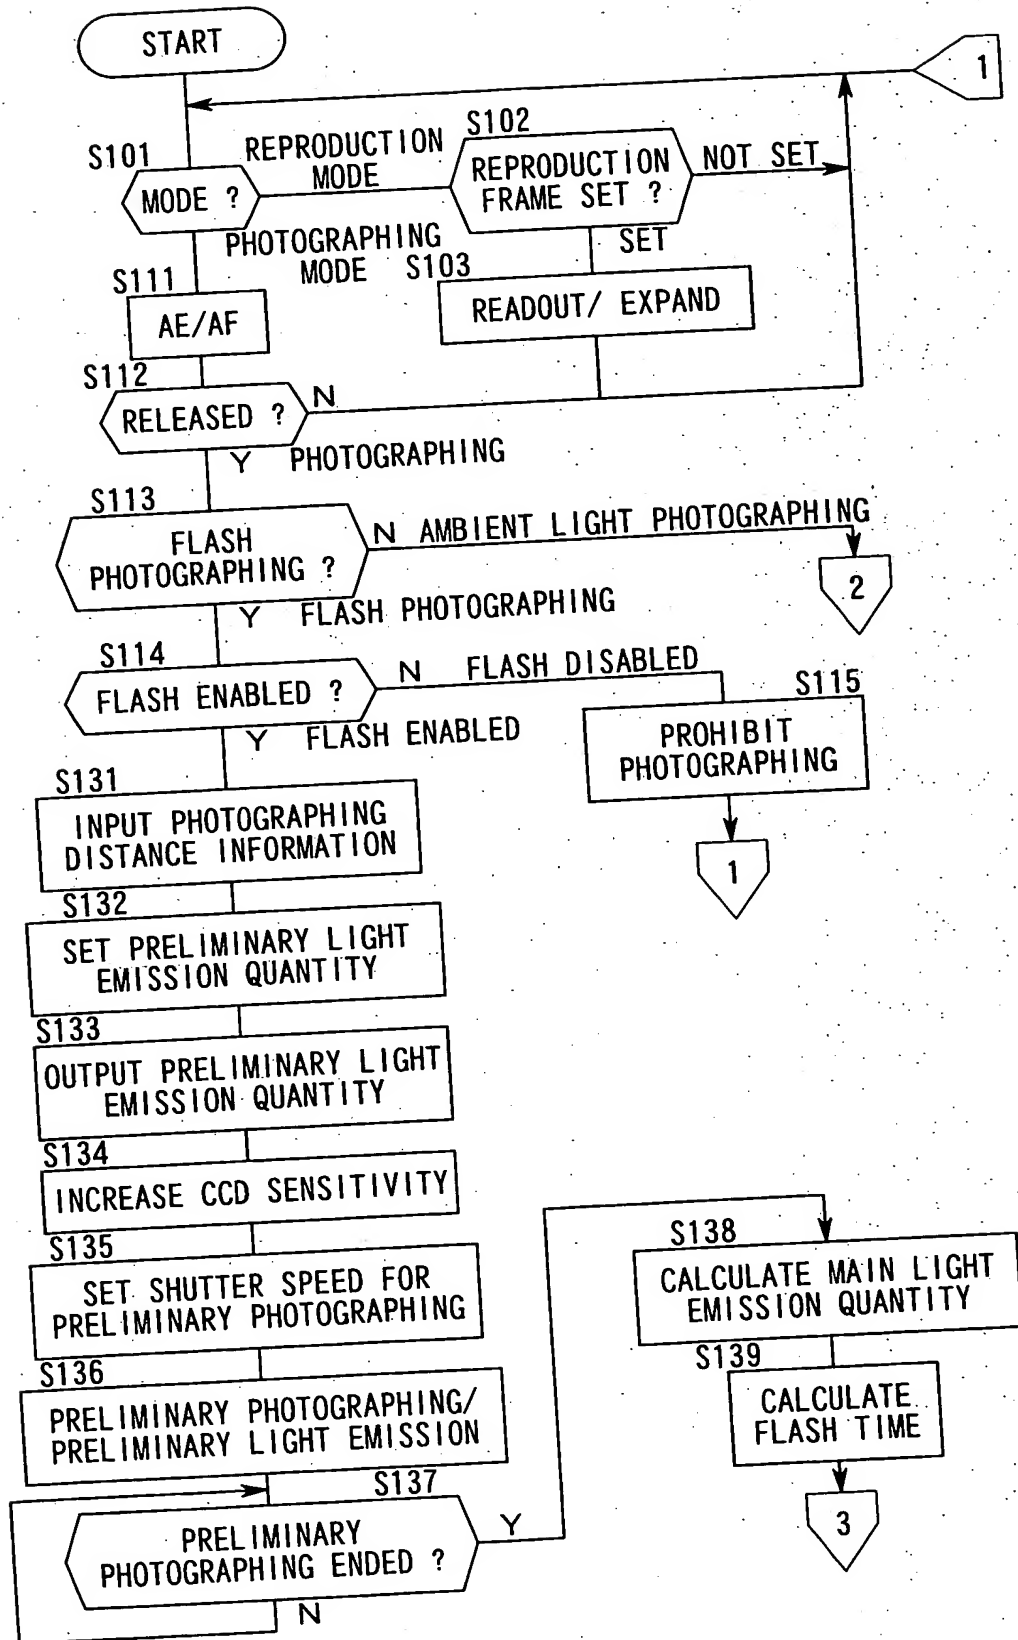 START
1
S101
MODE ?
REPRODUCTION
MODE
S102
REPRODUCTION
FRAME SET ?
NOT SET
SET
PHOTOGRAPHING
MODE
S103
READOUT/ EXPAND
S111
AE/AF
S112
RELEASED ?
N
Y PHOTOGRAPHING
S113
FLASH
PHOTOGRAPHING ?
N AMBIENT LIGHT PHOTOGRAPHING
2
Y FLASH PHOTOGRAPHING
S114
FLASH ENABLED ?
N FLASH DISABLED
S115
PROHIBIT
PHOTOGRAPHING
1
Y FLASH ENABLED
S131
INPUT PHOTOGRAPHING
DISTANCE INFORMATION
S132
SET PRELIMINARY LIGHT
EMISSION QUANTITY
S133
OUTPUT PRELIMINARY LIGHT
EMISSION QUANTITY
S134
INCREASE CCD SENSITIVITY
S135
SET SHUTTER SPEED FOR
PRELIMINARY PHOTOGRAPHING
S136
PRELIMINARY PHOTOGRAPHING/
PRELIMINARY LIGHT EMISSION
S137
PRELIMINARY
PHOTOGRAPHING ENDED ?
Y
N
S138
CALCULATE MAIN LIGHT
EMISSION QUANTITY
S139
CALCULATE
FLASH TIME
3